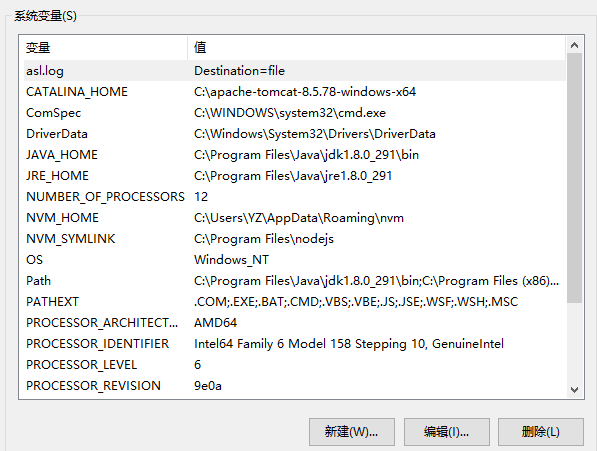 系统变量(S)
变量 值
asl.log Destination=file
CATALINA_HOME C:\apache-tomcat-8.5.78-windows-x64
ComSpec C:\WINDOWS\system32\cmd.exe
DriverData C:\Windows\System32\Drivers\DriverData
JAVA_HOME C:\Program Files\Java\jdk1.8.0_291\bin
JRE_HOME C:\Program Files\Java\jre1.8.0_291
NUMBER_OF_PROCESSORS 12
NVM_HOME C:\Users\YZ\AppData\Roaming\nvm
NVM_SYMLINK C:\Program Files\nodejs
OS Windows_NT
Path C:\Program Files\Java\jdk1.8.0_291\bin;C:\Program Files (x86)...
PATHEXT .COM;.EXE;.BAT;.CMD;.VBS;.VBE;.JS;.JSE;.WSF;.WSH;.MSC
PROCESSOR_ARCHITECT... AMD64
PROCESSOR_IDENTIFIER Intel64 Family 6 Model 158 Stepping 10, GenuineIntel
PROCESSOR_LEVEL 6
PROCESSOR_REVISION 9e0a
新建(W)... 编辑(I)... 删除(L)